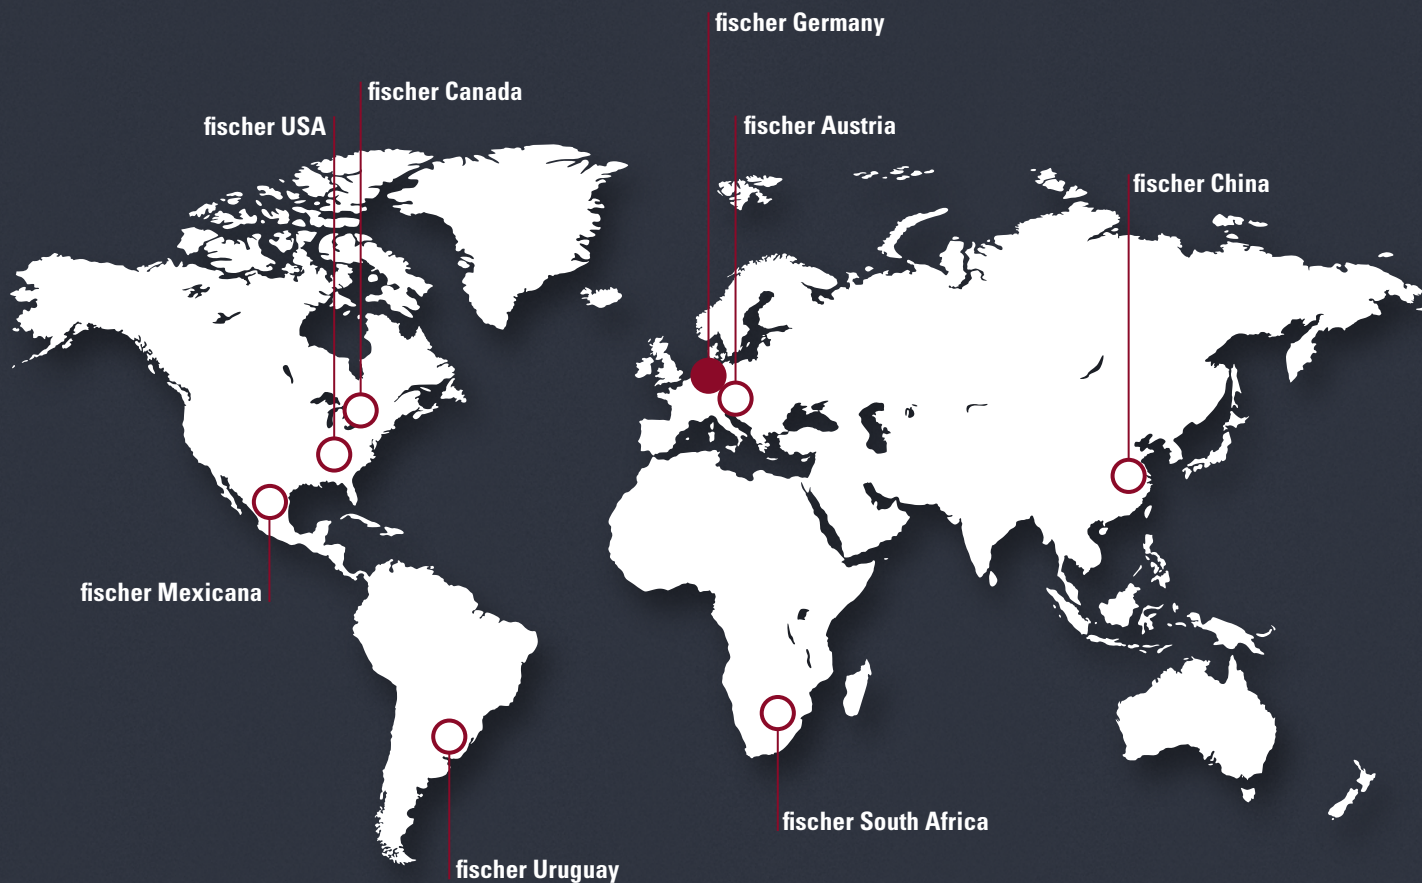 fischer Germany
fischer Canada
fischer USA
fischer Austria
fischer China
fischer Mexicana
fischer South Africa
fischer Uruguay